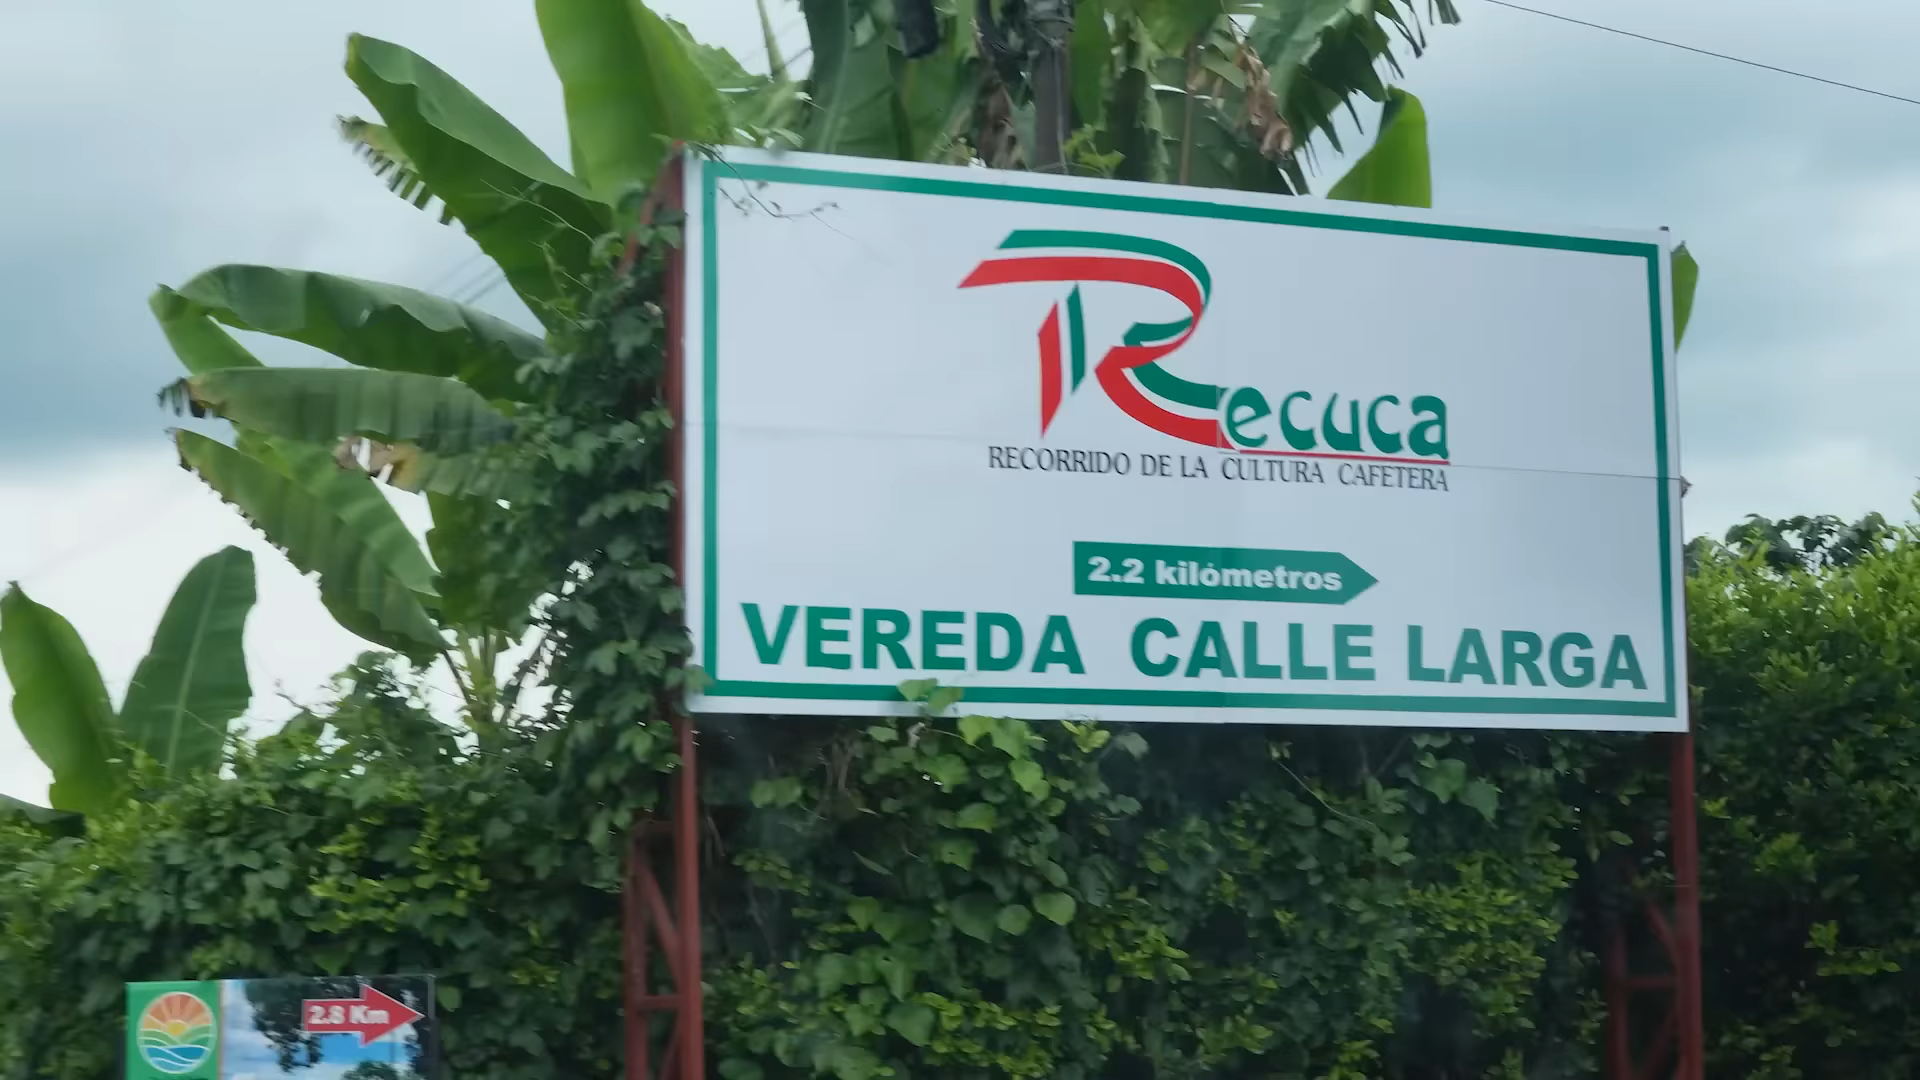 Recuca
RECORRIDO DE LA CULTURA CAFETERA
2.2 kilómetros
VEREDA CALLE LARGA
2.8 Km